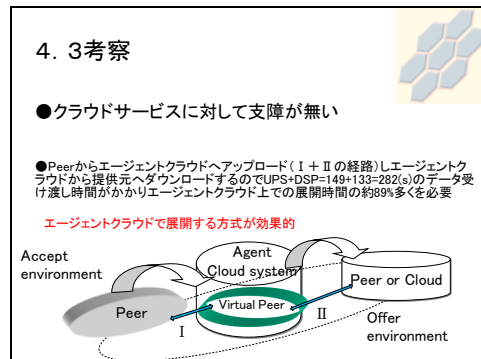 4．3考察
●クラウドサービスに対して支障が無い
●Peerからエージェントクラウドへアップロード（Ⅰ＋Ⅱの経路）しエージェントク
ラウドから提供元へダウンロードするのでUPS+DSP=149+133=282(s)のデータ受
け渡し時間がかかりエージェントクラウド上での展開時間の約89%多くを必要
エージェントクラウドで展開する方式が効果的
Accept
environment
Agent
Cloud system
Peer or Cloud
Peer
Virtual Peer
Ⅰ
Ⅱ
Offer
environment